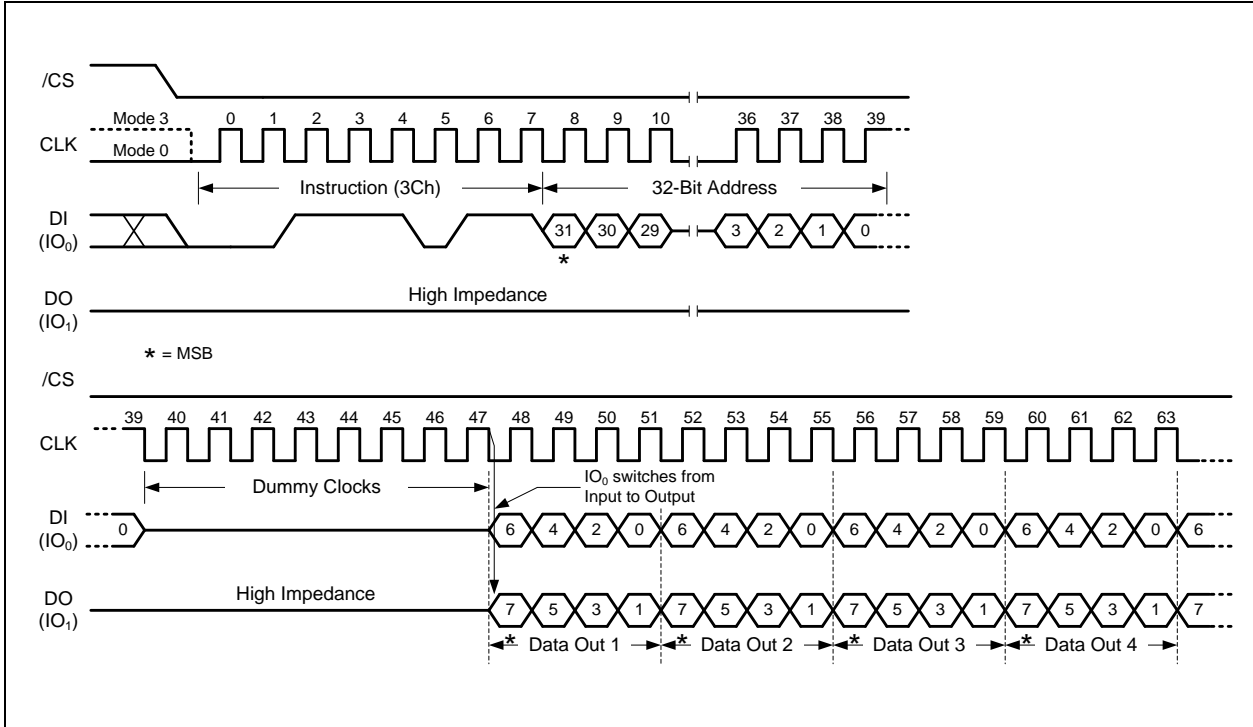 /CS
Mode 3 0 1 2 3 4 5 6 7 8 9 10 36 37 38 39
CLK
Mode 0
Instruction (3Ch) 32-Bit Address
DI
(IO0) 31 30 29 3 2 1 0
*
DO High Impedance
(IO1)
* = MSB
/CS
39 40 41 42 43 44 45 46 47 48 49 50 51 52 53 54 55 56 57 58 59 60 61 62 63
CLK
Dummy Clocks
IO0 switches from
Input to Output
DI
(IO0) 0 6 4 2 0 6 4 2 0 6 4 2 0 6 4 2 0 6
DO High Impedance
(IO1) 7 5 3 1 7 5 3 1 7 5 3 1 7 5 3 1 7
* Data Out 1 * Data Out 2 * Data Out 3 * Data Out 4